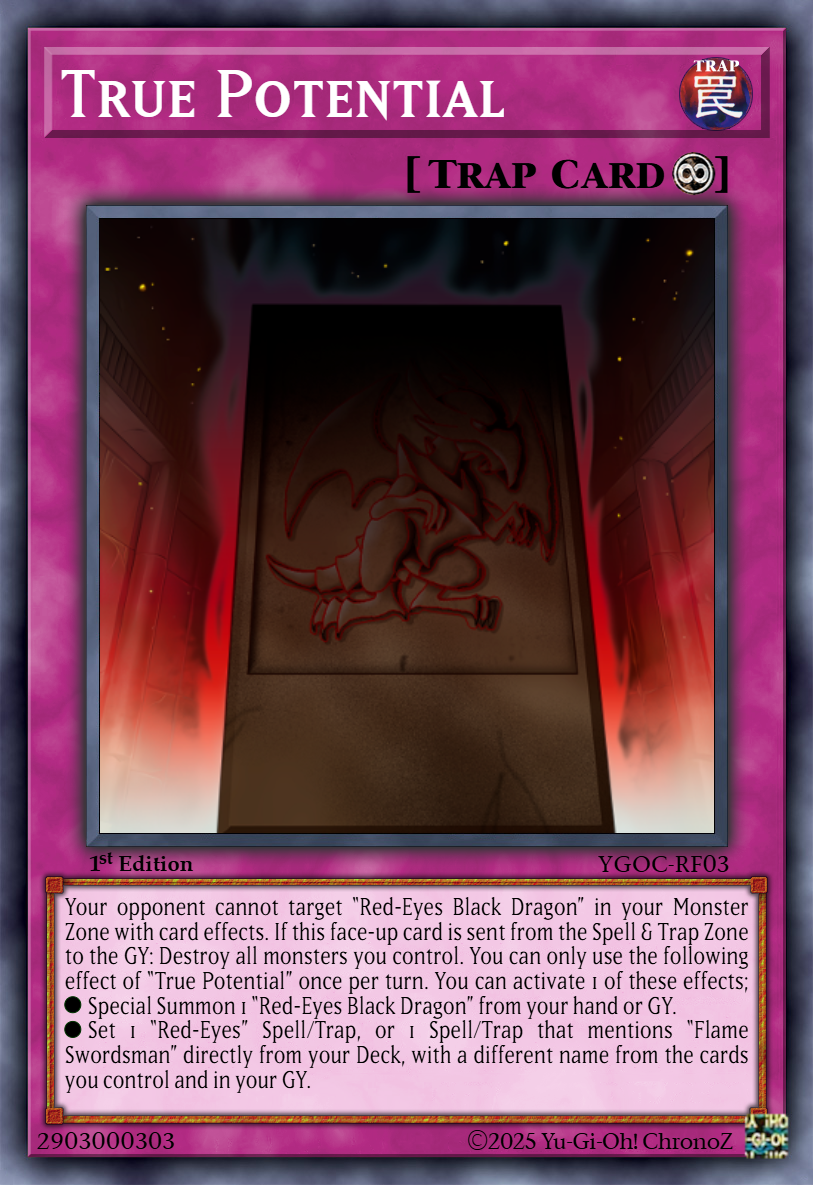 True Potential
TRAP
罠
[ Trap Card ]
1st Edition
YGOC-RF03
Your opponent cannot target "Red-Eyes Black Dragon" in your Monster
Zone with card effects. If this face-up card is sent from the Spell & Trap Zone
to the GY: Destroy all monsters you control. You can only use the following
effect of "True Potential" once per turn. You can activate 1 of these effects;
● Special Summon 1 "Red-Eyes Black Dragon" from your hand or GY.
● Set 1 "Red-Eyes" Spell/Trap, or 1 Spell/Trap that mentions "Flame
Swordsman" directly from your Deck, with a different name from the cards
you control and in your GY.
2903000303
©2025 Yu-Gi-Oh! ChronoZ